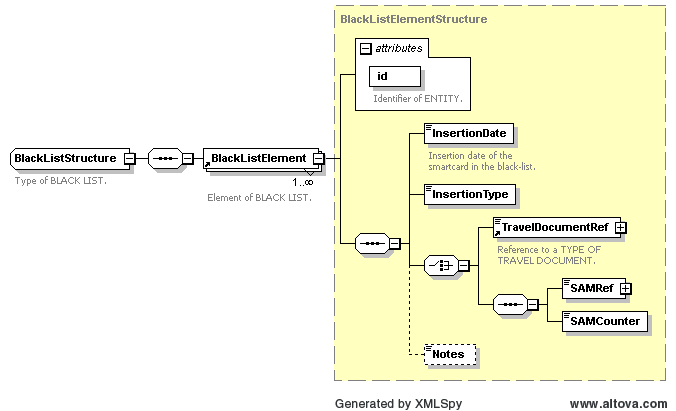 BlackListElementStructure
attributes
id
Identifier of ENTITY.
BlackListStructure
Type of BLACK LIST.
BlackListElement
1..∞
Element of BLACK LIST.
InsertionDate
Insertion date of the
smartcard in the black-list.
InsertionType
TravelDocumentRef
Reference to a TYPE OF
TRAVEL DOCUMENT.
SAMRef
SAMCounter
Notes
Generated by XMLSpy
www.altova.com